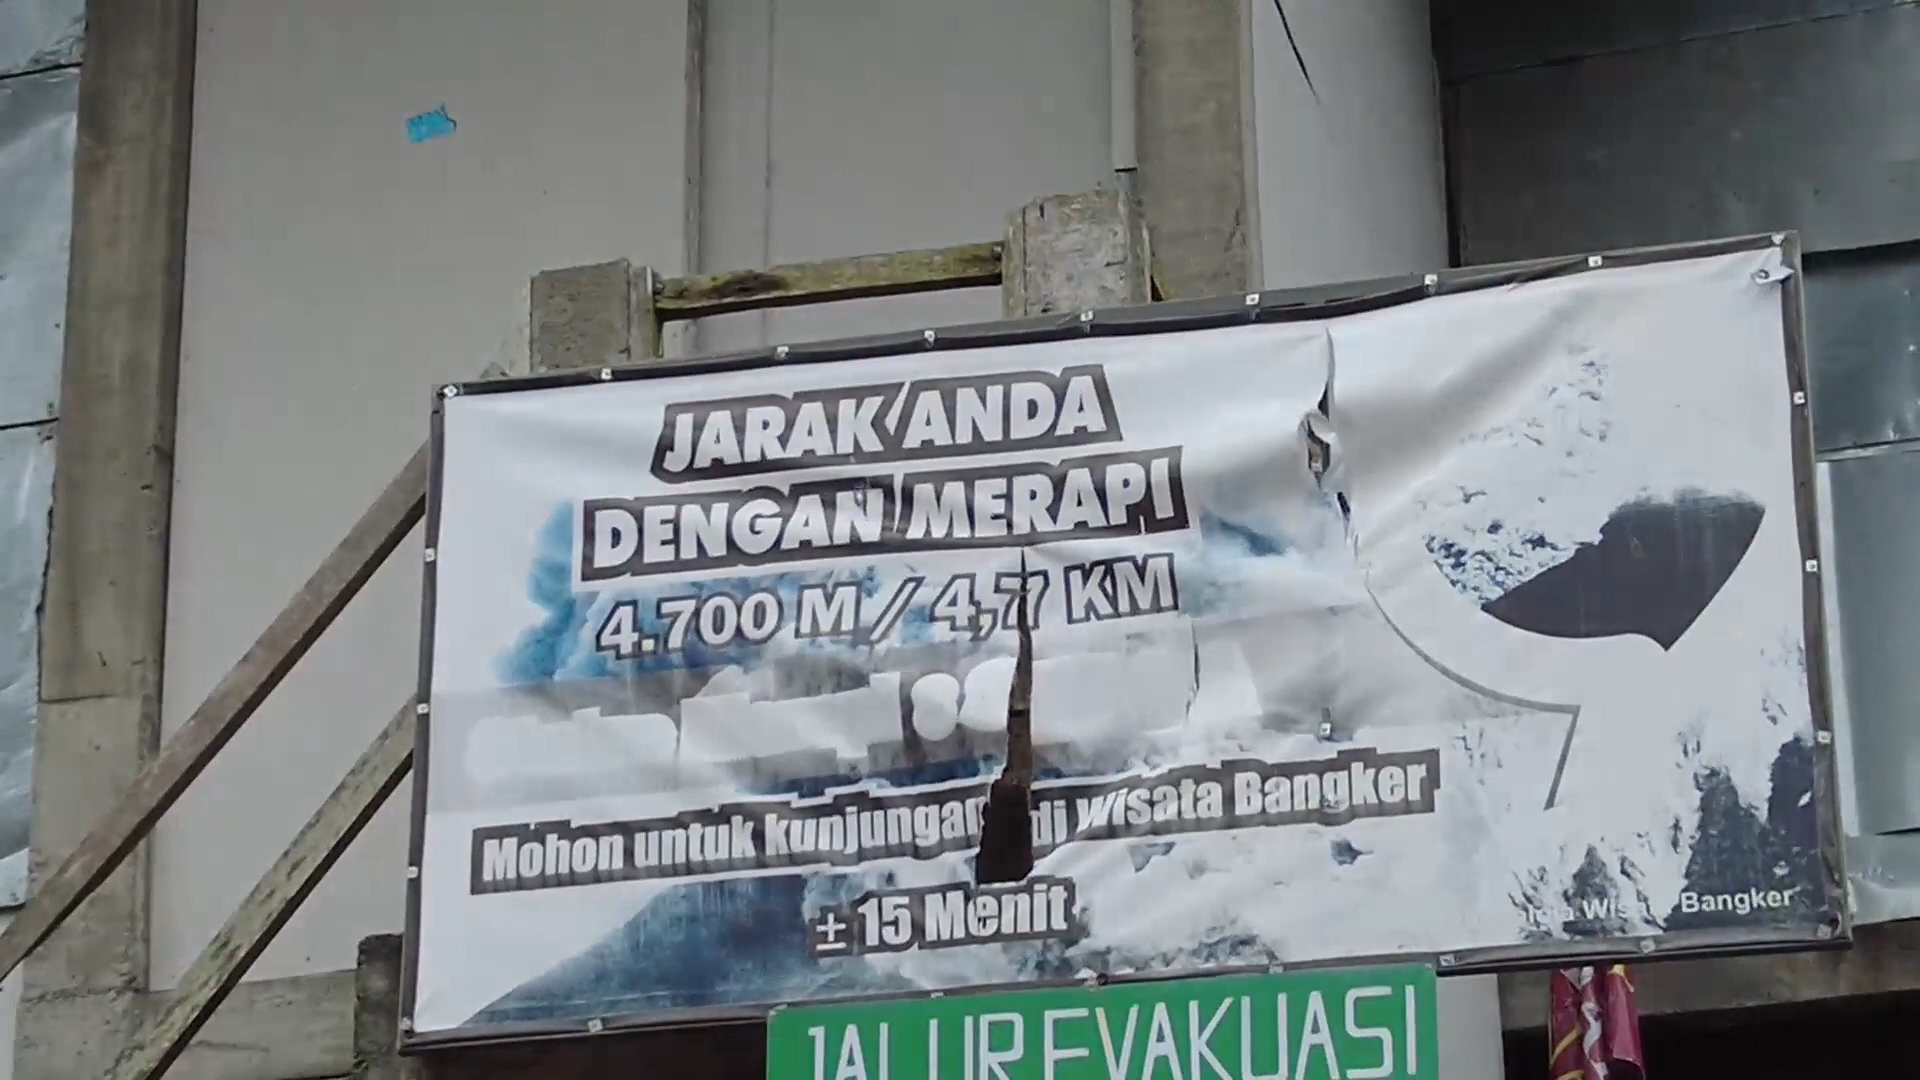 JARAK ANDA
DENGAN MERAPI
4.700 M / 4,77 KM
Mohon untuk kunjungan di Wisata Bangker
± 15 Menit
Bangker
JALUR EVAKUASI